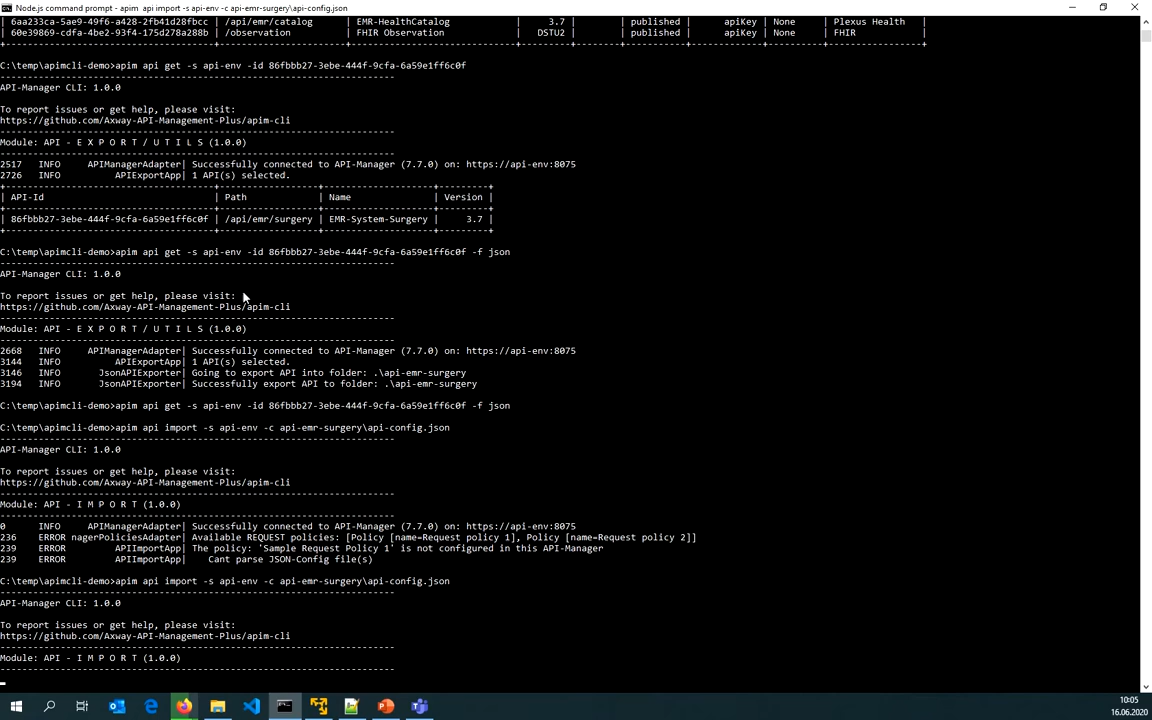 Node.js command prompt - apim  api import -s api-env -c api-emr-surgery\api-config.json
| 6aa233ca-5ae9-49f6-a428-2fb41d28fbcc | /api/emr/catalog | EMR-HealthCatalog | 3.7 | | published | apiKey | None | Plexus Health |
| 60e39869-cdfa-4be2-93f4-175d278a288b | /observation | FHIR Observation | DSTU2 | | published | apiKey | None | FHIR |
C:\temp\apimcli-demo>apim api get -s api-env -id 86fbbb27-3ebe-444f-9cfa-6a59e1ff6c0f
API-Manager CLI: 1.0.0
To report issues or get help, please visit:
https://github.com/Axway-API-Management-Plus/apim-cli
Module: API - E X P O R T / U T I L S (1.0.0)
2517 INFO APIManagerAdapter| Successfully connected to API-Manager (7.7.0) on: https://api-env:8075
2726 INFO APIExportApp| 1 API(s) selected.
| API-Id | Path | Name | Version |
| 86fbbb27-3ebe-444f-9cfa-6a59e1ff6c0f | /api/emr/surgery | EMR-System-Surgery | 3.7 |
C:\temp\apimcli-demo>apim api get -s api-env -id 86fbbb27-3ebe-444f-9cfa-6a59e1ff6c0f -f json
API-Manager CLI: 1.0.0
To report issues or get help, please visit:
https://github.com/Axway-API-Management-Plus/apim-cli
Module: API - E X P O R T / U T I L S (1.0.0)
2668 INFO APIManagerAdapter| Successfully connected to API-Manager (7.7.0) on: https://api-env:8075
3144 INFO APIExportApp| 1 API(s) selected.
3146 INFO JsonAPIExporter| Going to export API into folder: .\api-emr-surgery
3194 INFO JsonAPIExporter| Successfully export API to folder: .\api-emr-surgery
C:\temp\apimcli-demo>apim api get -s api-env -id 86fbbb27-3ebe-444f-9cfa-6a59e1ff6c0f -f json
C:\temp\apimcli-demo>apim api import -s api-env -c api-emr-surgery\api-config.json
API-Manager CLI: 1.0.0
To report issues or get help, please visit:
https://github.com/Axway-API-Management-Plus/apim-cli
Module: API - I M P O R T (1.0.0)
0 INFO APIManagerAdapter| Successfully connected to API-Manager (7.7.0) on: https://api-env:8075
236 ERROR nagerPoliciesAdapter| Available REQUEST policies: [Policy [name=Request policy 1], Policy [name=Request policy 2]]
239 ERROR APIImportApp| The policy: 'Sample Request Policy 1' is not configured in this API-Manager
239 ERROR APIImportApp| Cant parse JSON-Config file(s)
C:\temp\apimcli-demo>apim api import -s api-env -c api-emr-surgery\api-config.json
API-Manager CLI: 1.0.0
To report issues or get help, please visit:
https://github.com/Axway-API-Management-Plus/apim-cli
Module: API - I M P O R T (1.0.0)
10:05
16.06.2020